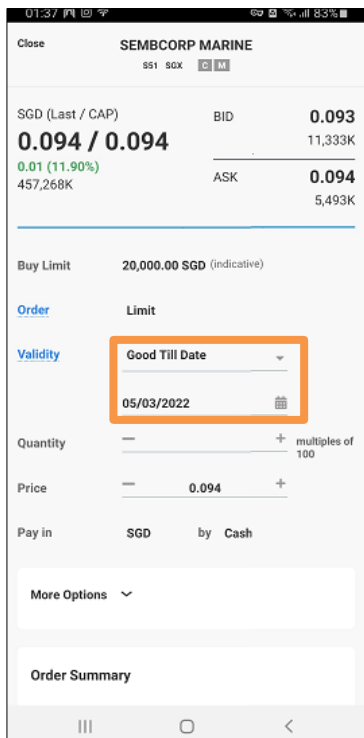 01:37 83%
Close SEMBCORP MARINE
S51 SGX C M
SGD (Last / CAP) BID 0.093
0.094 / 0.094 11,333K
0.01 (11.90%) ASK 0.094
457,268K 5,493K
Buy Limit 20,000.00 SGD (indicative)
Order Limit
Validity Good Till Date
05/03/2022
Quantity — + multiples of
100
Price — 0.094 +
Pay in SGD by Cash
More Options
Order Summary